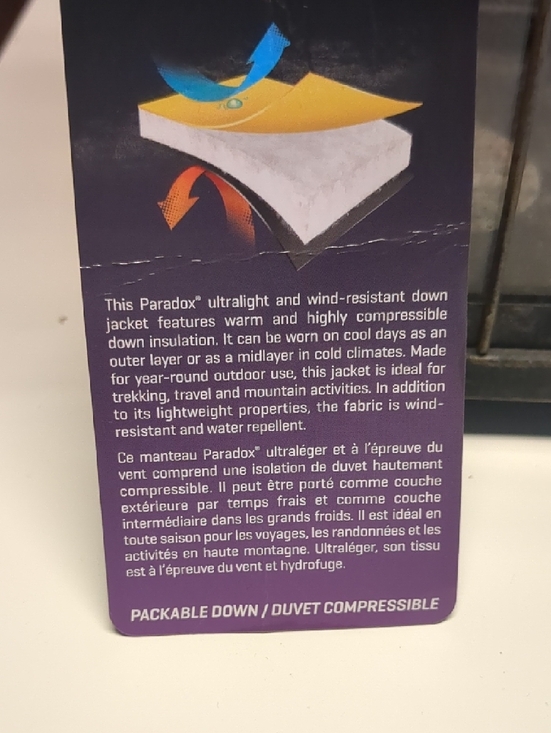 This Paradox® ultralight and wind-resistant down
jacket features warm and highly compressible
down insulation. It can be worn on cool days as an
outer layer or as a midlayer in cold climates. Made
for year-round outdoor use, this jacket is ideal for
trekking, travel and mountain activities. In addition
to its lightweight properties, the fabric is wind-
resistant and water repellent.
Ce manteau Paradox® ultraléger et à l'épreuve du
vent comprend une isolation de duvet hautement
compressible. Il peut être porté comme couche
extérieure par temps frais et comme couche
intermédiaire dans les grands froids. Il est idéal en
toute saison pour les voyages, les randonnées et les
activités en haute montagne. Ultraléger, son tissu
est à l'épreuve du vent et hydrofuge.
PACKABLE DOWN / DUVET COMPRESSIBLE